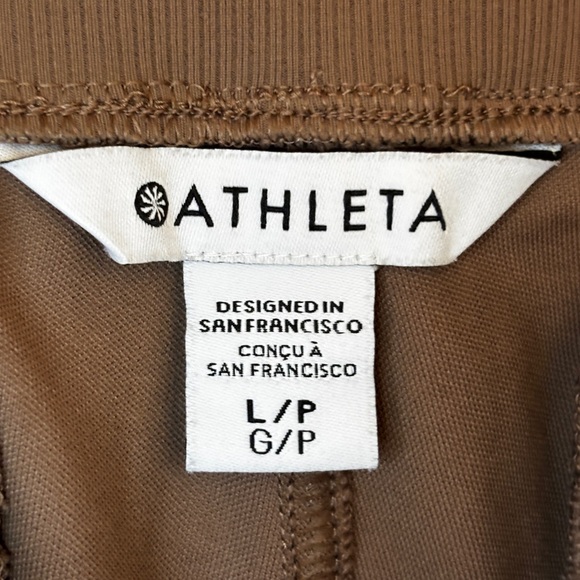 ATHLETA
DESIGNED IN
SAN FRANCISCO
CONÇU À
SAN FRANCISCO
L/P
G/P